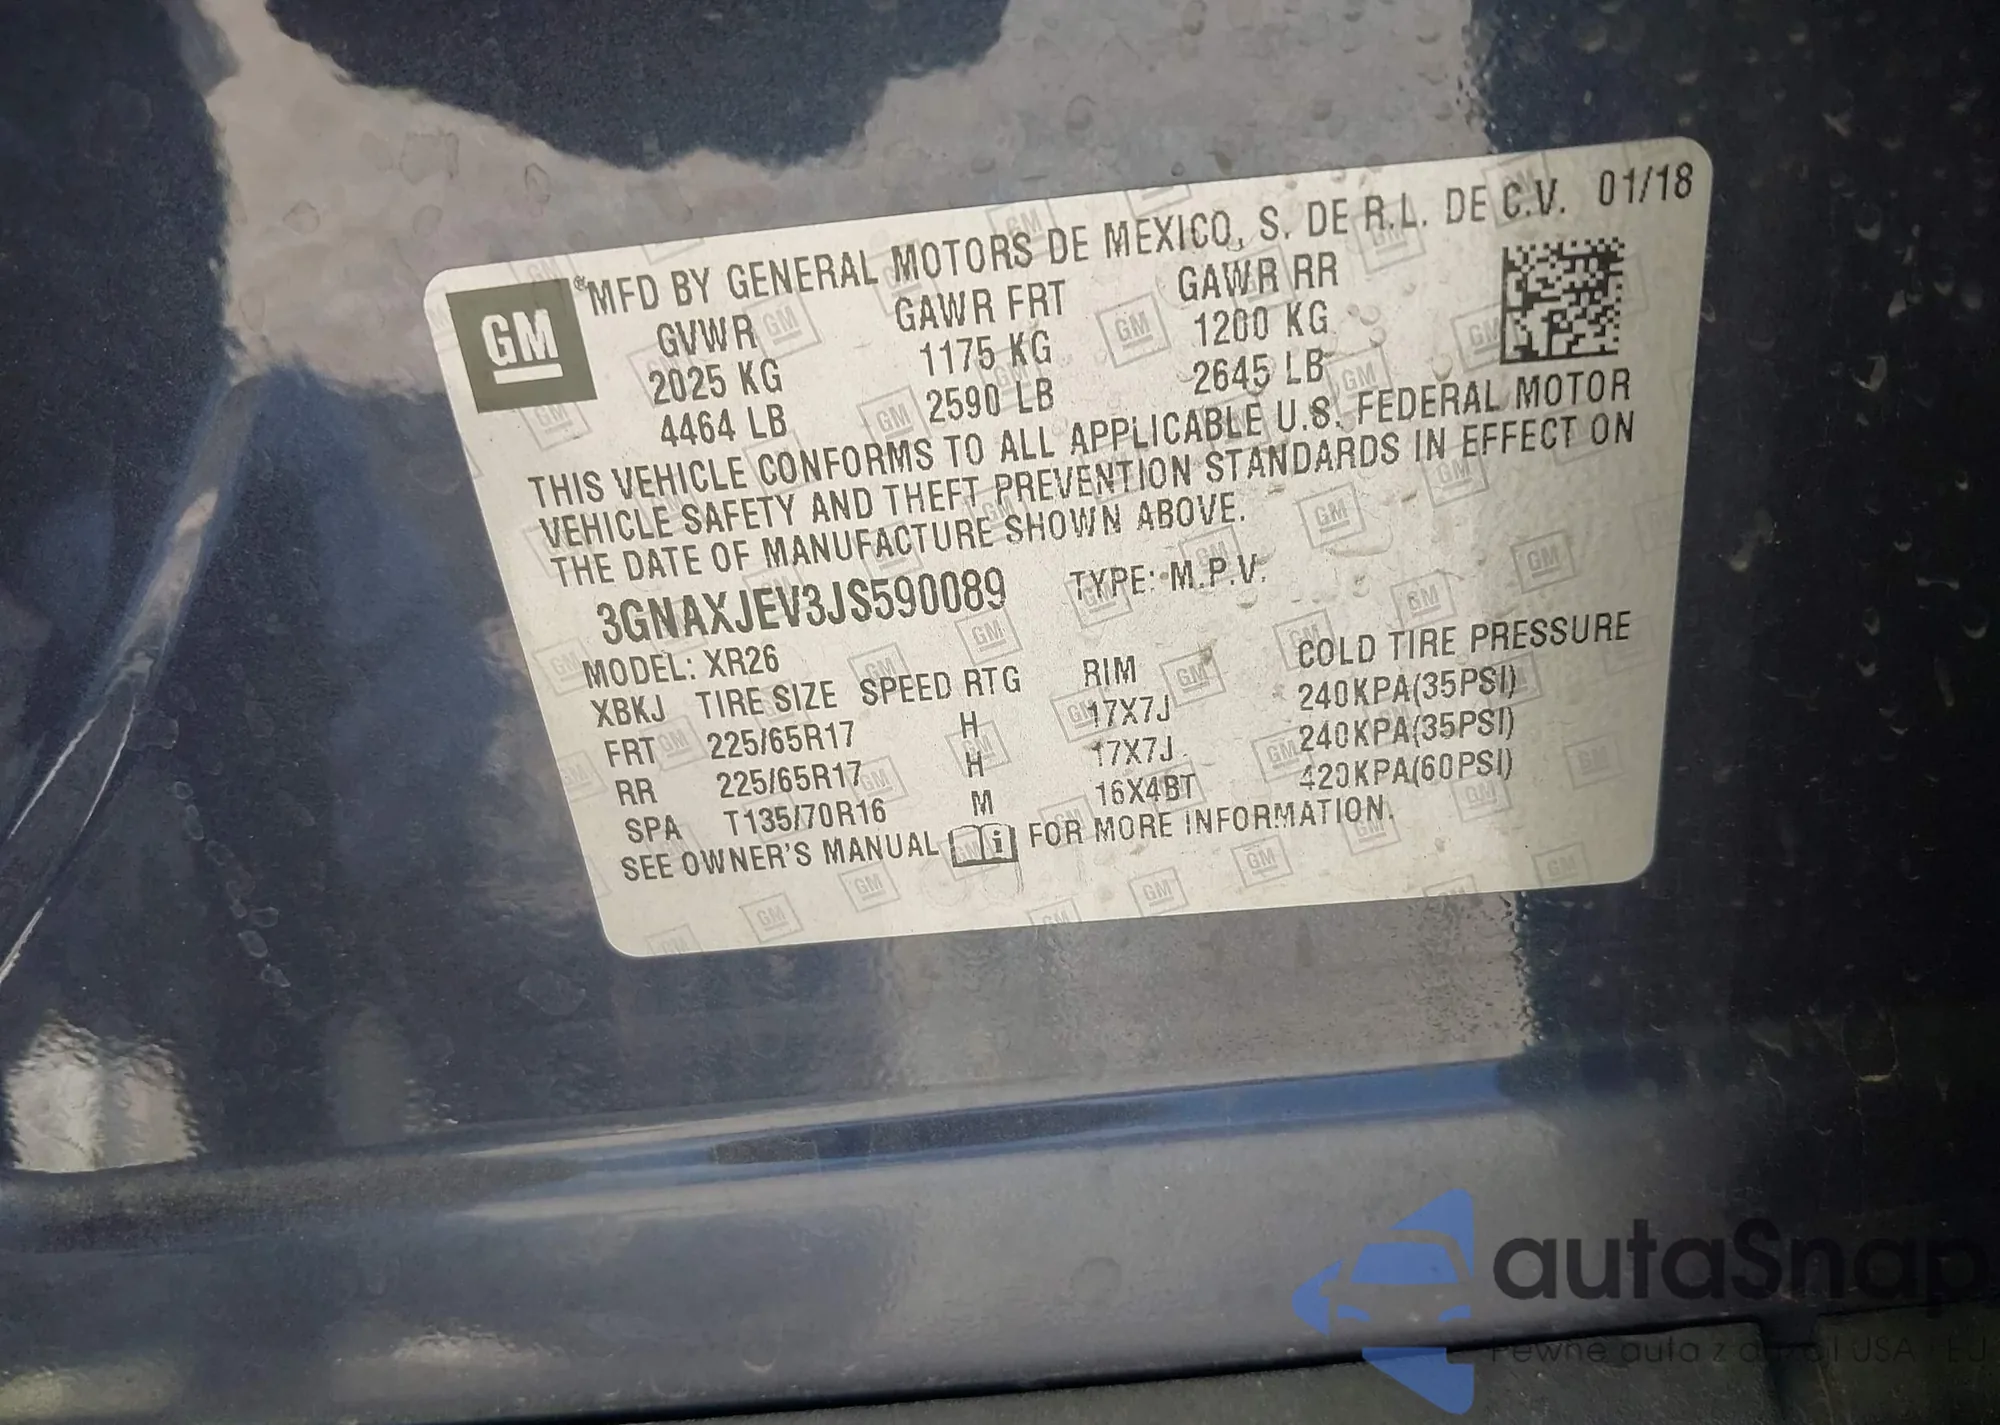 GM
®MFD BY GENERAL MOTORS DE MEXICO, S. DE R.L. DE C.V. 01/18
GVWR GAWR FRT GAWR RR
2025 KG 1175 KG 1200 KG
4464 LB 2590 LB 2645 LB
THIS VEHICLE CONFORMS TO ALL APPLICABLE U.S. FEDERAL MOTOR
VEHICLE SAFETY AND THEFT PREVENTION STANDARDS IN EFFECT ON
THE DATE OF MANUFACTURE SHOWN ABOVE.
3GNAXJEV3JS590089 TYPE: M.P.V.
MODEL: XR26
XBKJ TIRE SIZE SPEED RTG RIM COLD TIRE PRESSURE
FRT 225/65R17 H 17X7J 240KPA(35PSI)
RR 225/65R17 H 17X7J 240KPA(35PSI)
SPA T135/70R16 M 16X4BT 420KPA(60PSI)
SEE OWNER'S MANUAL FOR MORE INFORMATION.
autaSnap
Pewne auta z USA EU